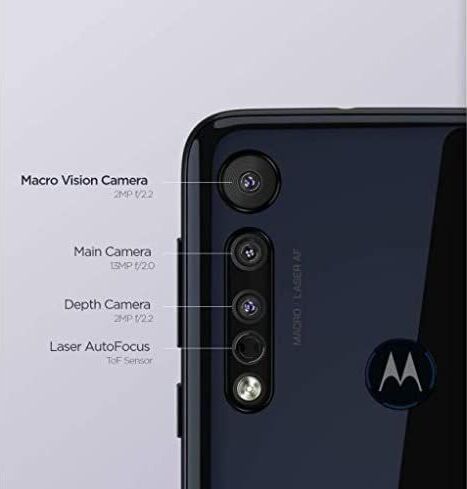 Macro Vision Camera
2MP f/2.2
Main Camera
13MP f/2.0
Depth Camera
2MP f/2.2
Laser AutoFocus
ToF Sensor
MACRO / LASER AF